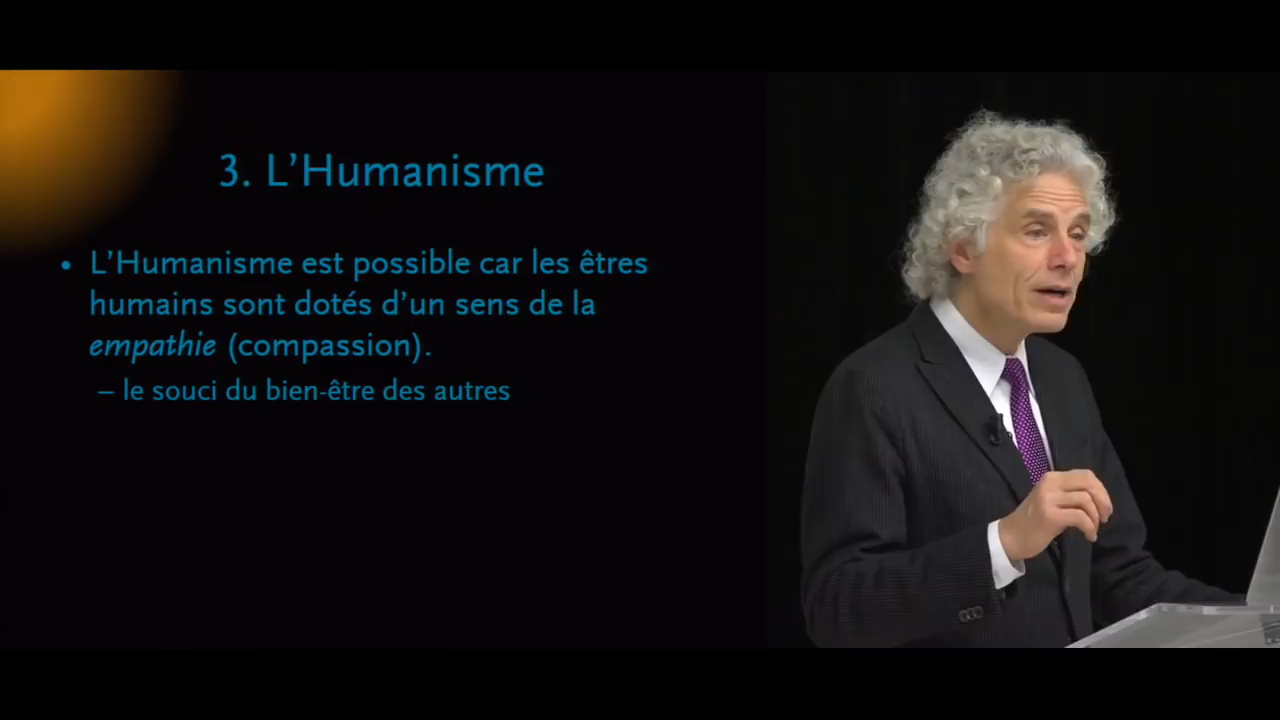 3. L’Humanisme
• L’Humanisme est possible car les êtres
humains sont dotés d’un sens de la
empathie (compassion).
– le souci du bien-être des autres